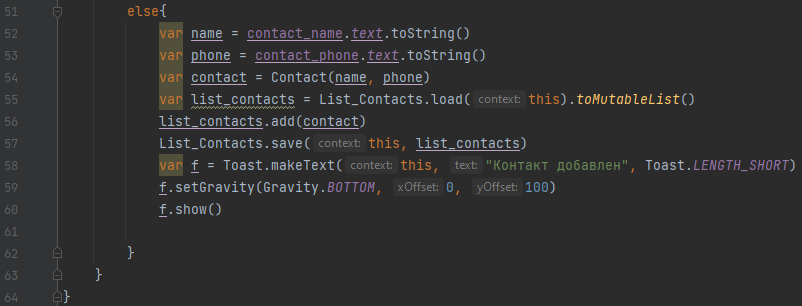 51 else{
52 var name = contact_name.text.toString()
53 var phone = contact_phone.text.toString()
54 var contact = Contact(name, phone)
55 var list_contacts = List_Contacts.load( context: this).toMutableList()
56 list_contacts.add(contact)
57 List_Contacts.save( context: this, list_contacts)
58 var f = Toast.makeText( context: this, text: "Контакт добавлен", Toast.LENGTH_SHORT)
59 f.setGravity(Gravity.BOTTOM, xOffset: 0, yOffset: 100)
60 f.show()
61
62 }
63 }
64 }